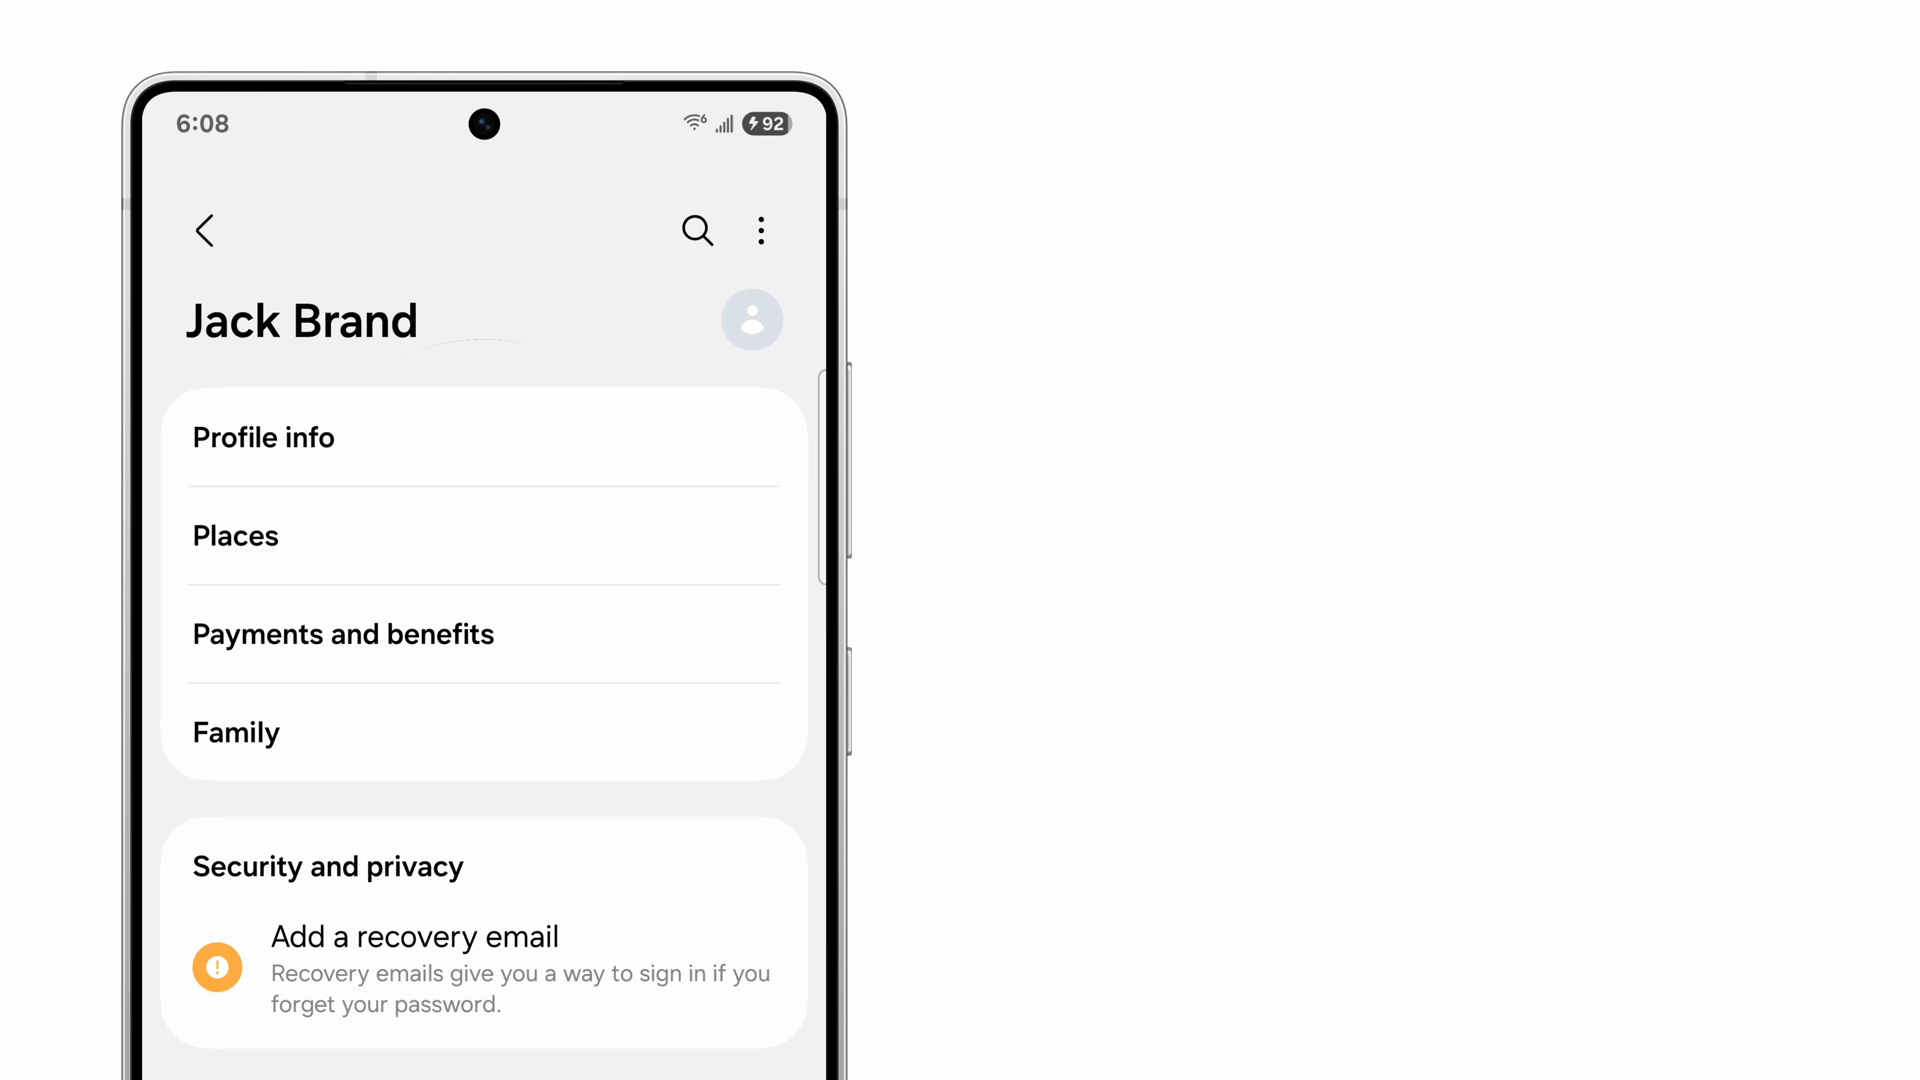 6:08
6
92
Jack Brand
Profile info
Places
Payments and benefits
Family
Security and privacy
Add a recovery email
Recovery emails give you a way to sign in if you
forget your password.